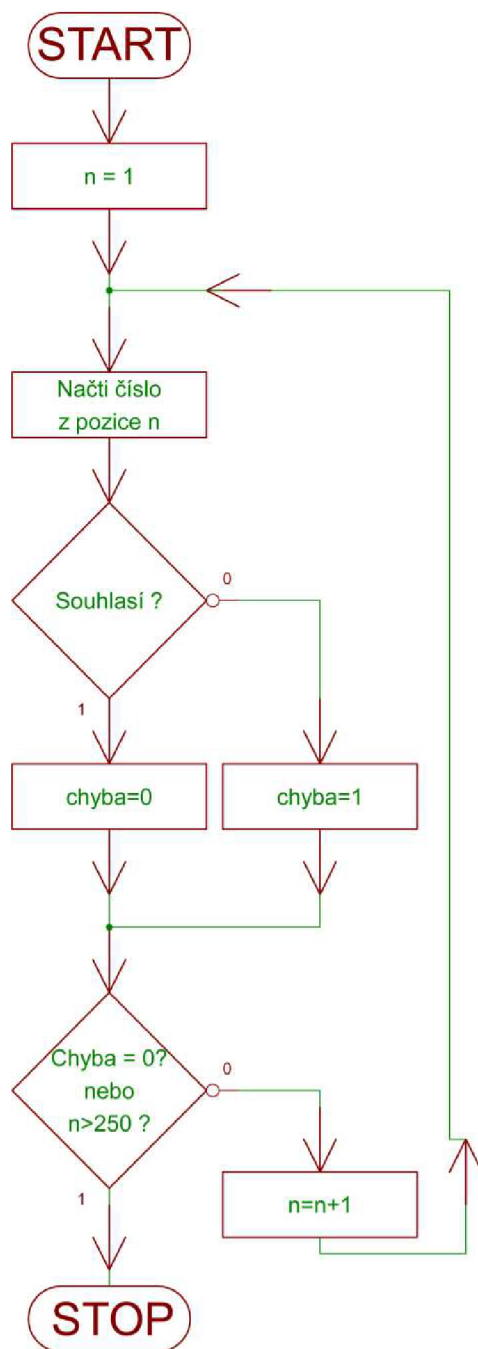 START
n = 1
Načti číslo
z pozice n
Souhlasí ?
0
1
chyba=0
chyba=1
Chyba = 0?
nebo
n>250 ?
0
1
n=n+1
STOP